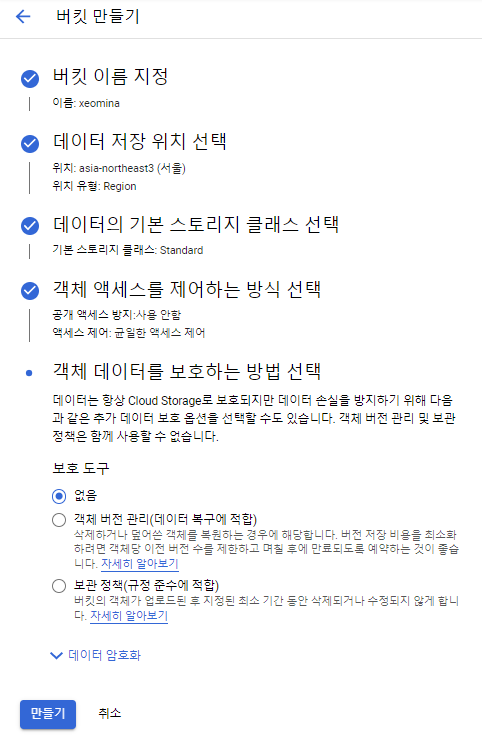 버킷 만들기
버킷 이름 지정
이름: xeomina
데이터 저장 위치 선택
위치: asia-northeast3 (서울)
위치 유형: Region
데이터의 기본 스토리지 클래스 선택
기본 스토리지 클래스: Standard
객체 액세스를 제어하는 방식 선택
공개 액세스 방지:사용 안함
액세스 제어: 균일한 액세스 제어
객체 데이터를 보호하는 방법 선택
데이터는 항상 Cloud Storage로 보호되지만 데이터 손실을 방지하기 위해 다음
과 같은 추가 데이터 보호 옵션을 선택할 수도 있습니다. 객체 버전 관리 및 보관
정책은 함께 사용할 수 없습니다.
보호 도구
없음
객체 버전 관리(데이터 복구에 적합)
삭제하거나 덮어쓴 객체를 복원하는 경우에 해당합니다. 버전 저장 비용을 최소화
하려면 객체당 이전 버전 수를 제한하고 며칠 후에 만료되도록 예약하는 것이 좋습
니다. 자세히 알아보기
보관 정책(규정 준수에 적합)
버킷의 객체가 업로드된 후 지정된 최소 기간 동안 삭제되거나 수정되지 않게 합니
다. 자세히 알아보기
데이터 암호화
만들기 취소